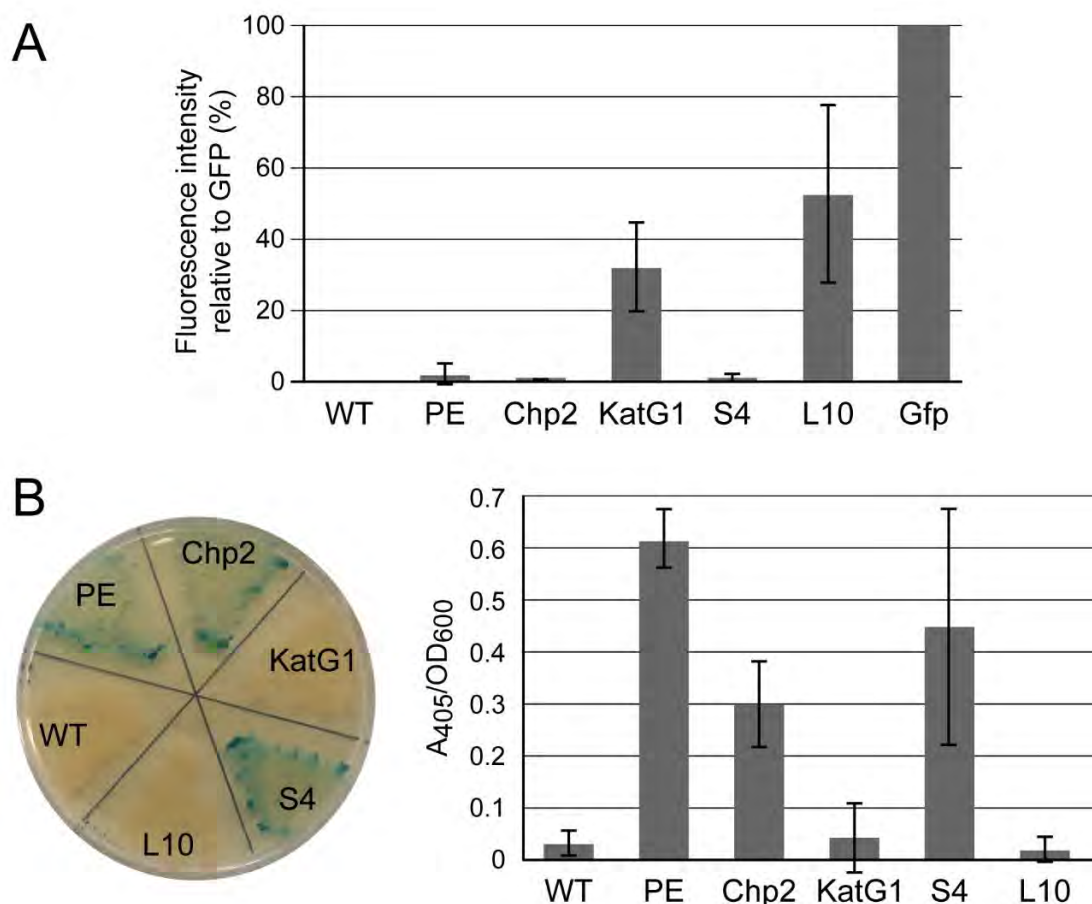 A
Fluorescence intensity
relative to GFP (%)
100
80
60
40
20
0
WT PE Chp2 KatG1 S4 L10 Gfp
B
Chp2
PE
KatG1
WT
S4
L10
A405/OD600
0.7
0.6
0.5
0.4
0.3
0.2
0.1
0
WT PE Chp2 KatG1 S4 L10